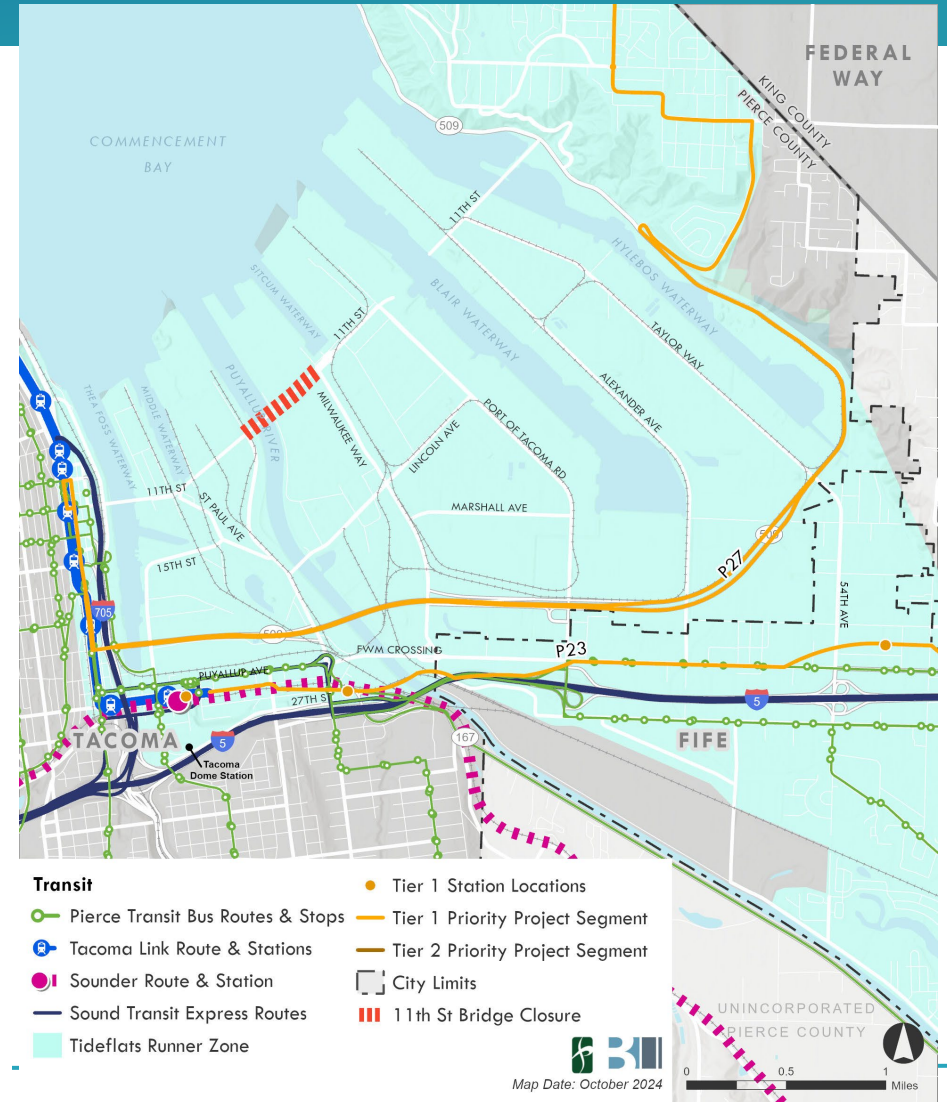 FEDERAL
WAY
KING COUNTY
PIERCE COUNTY
COMMENCEMENT
BAY
509
11TH ST
HYLEBOS WATERWAY
SITCUM WATERWAY
BLAIR WATERWAY
11TH ST
TAYLOR WAY
PUYALLUP RIVER
THEA FOSS WATERWAY
MIDDLE WATERWAY
MILWAUKEE WAY
ALEXANDER AVE
PORT OF TACOMA RD
LINCOLN AVE
11TH ST
ST PAUL AVE
MARSHALL AVE
15TH ST
509
P27
54TH AVE
705
509
FWM CROSSING
P23
PUYALLUP AVE
27TH ST
5
TACOMA
5
167
FIFE
Tacoma
Dome Station
Transit
Pierce Transit Bus Routes & Stops
Tacoma Link Route & Stations
Sounder Route & Station
Sound Transit Express Routes
Tideflats Runner Zone
Tier 1 Station Locations
Tier 1 Priority Project Segment
Tier 2 Priority Project Segment
City Limits
11th St Bridge Closure
Map Date: October 2024
UNINCORPORATED
PIERCE COUNTY
0 0.5 1
Miles